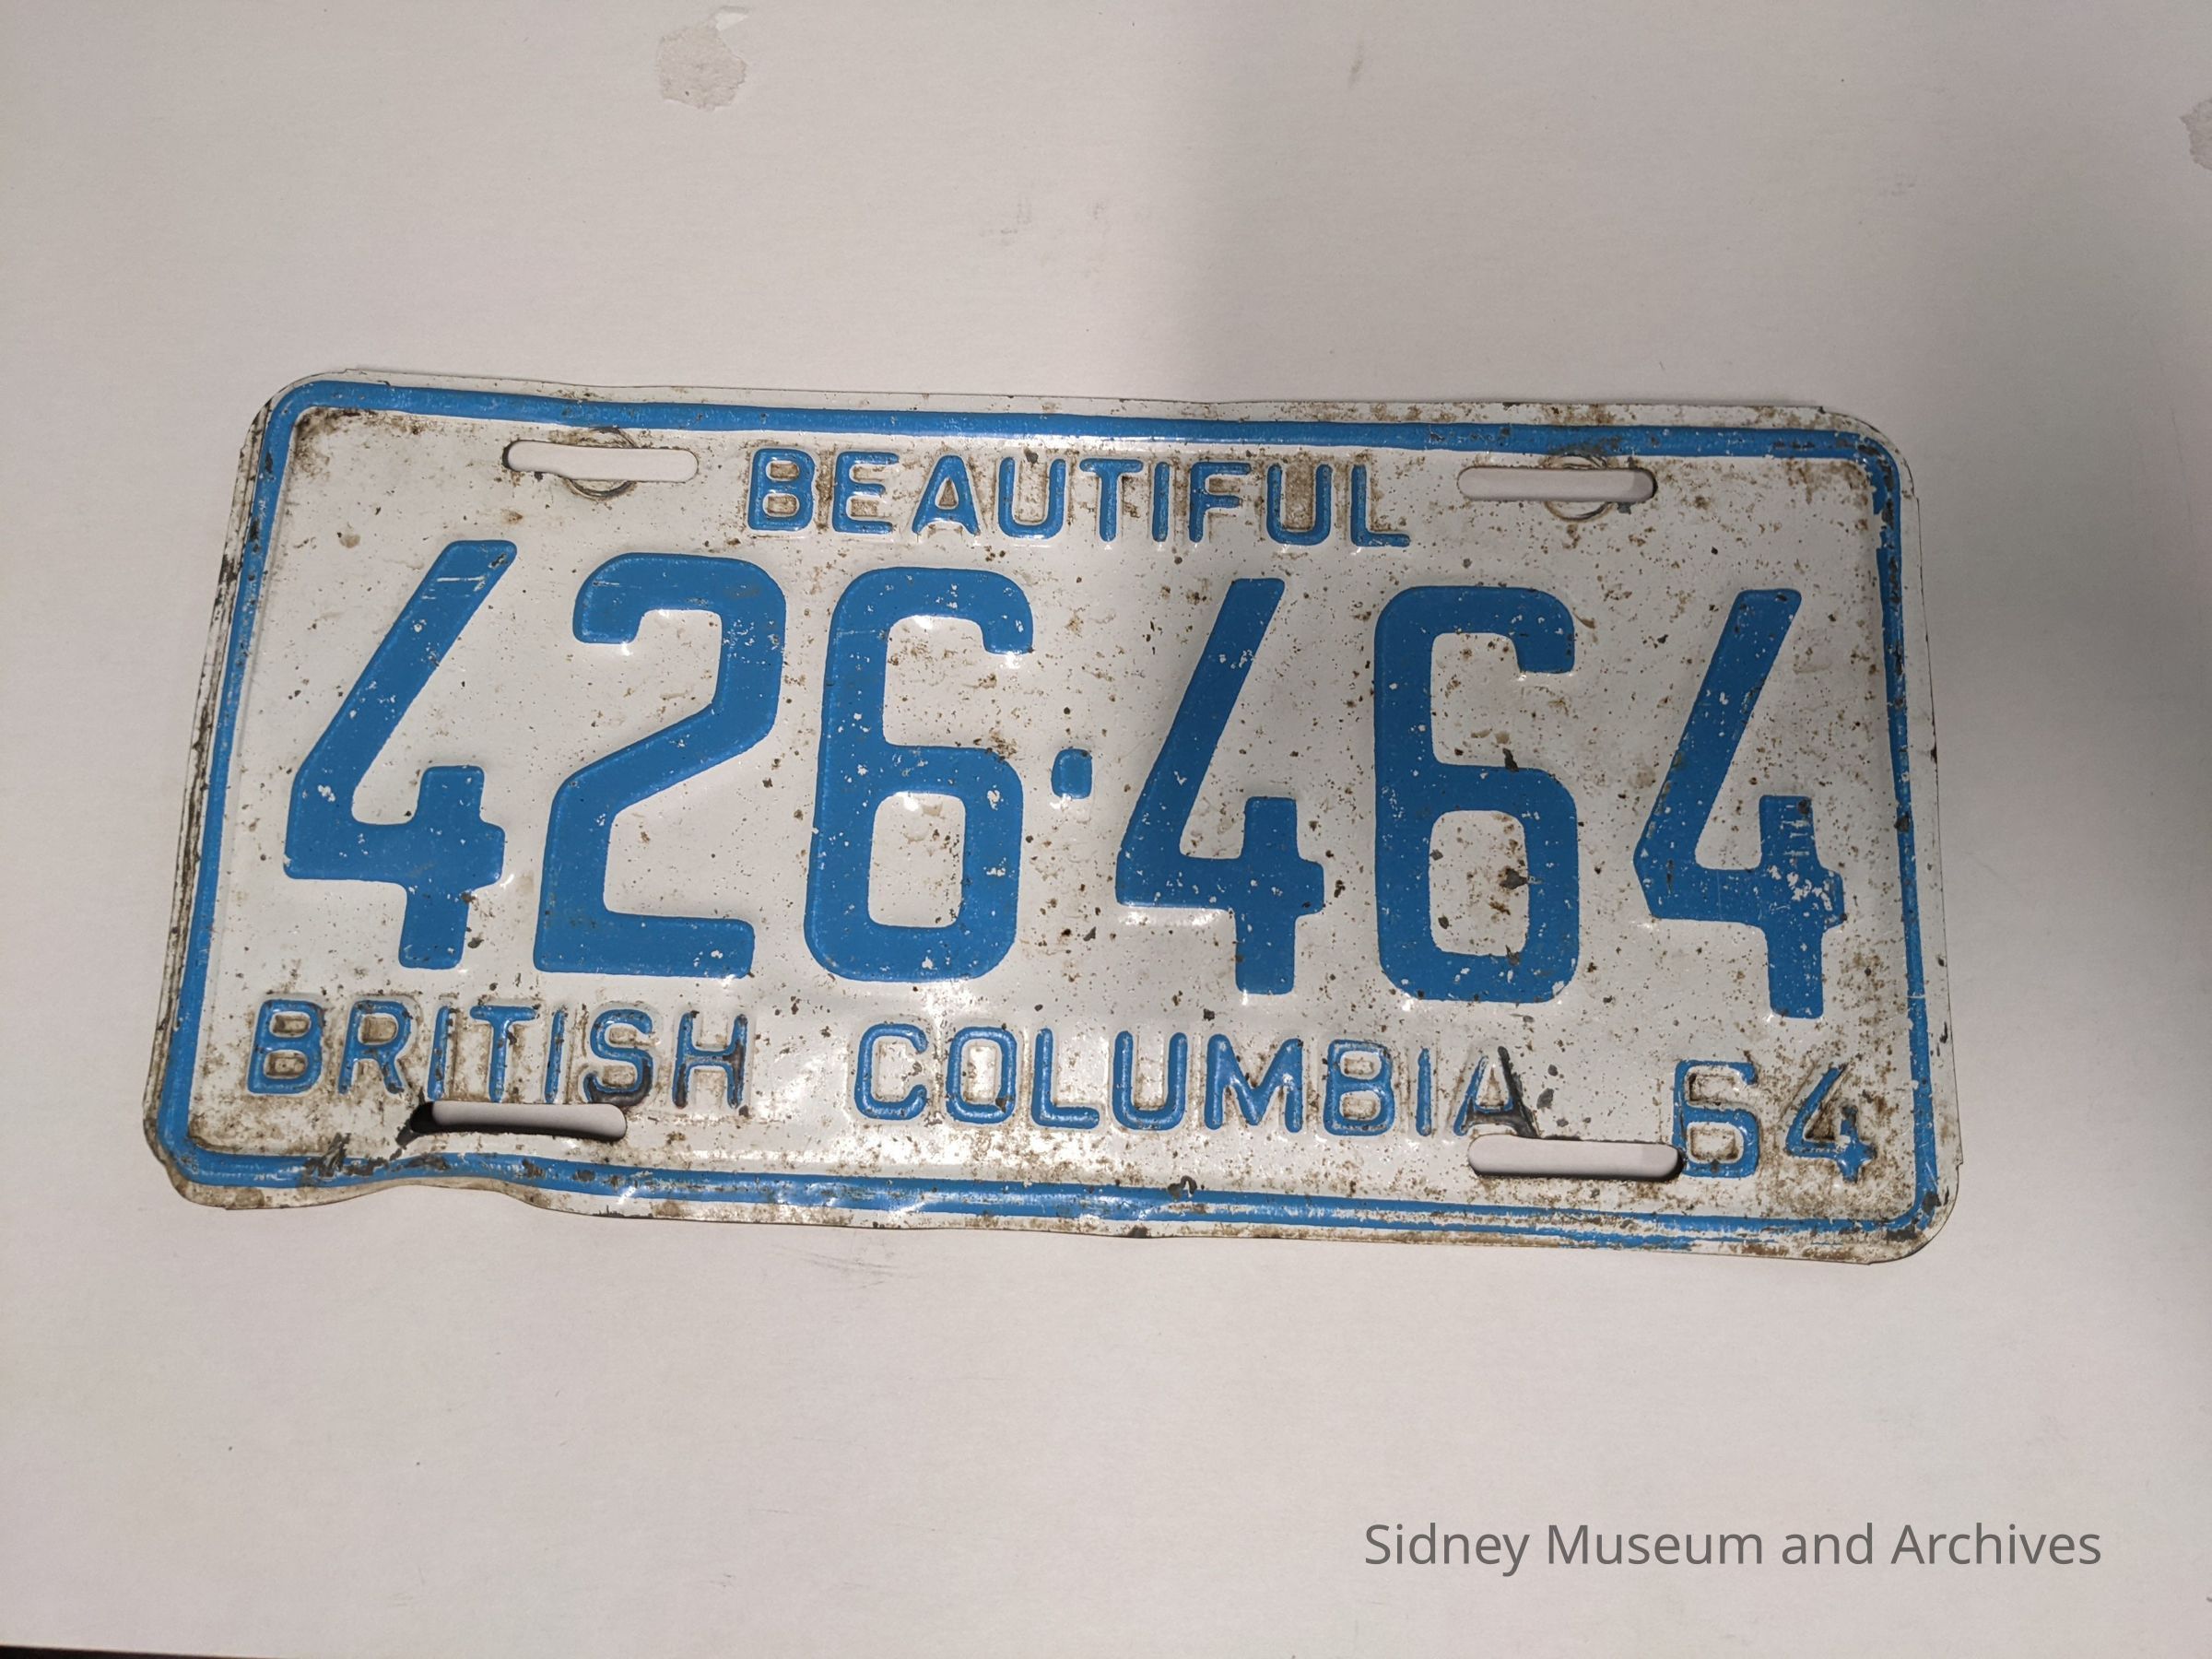 BEAUTIFUL
426·464
BRITISH COLUMBIA 64
Sidney Museum and Archives